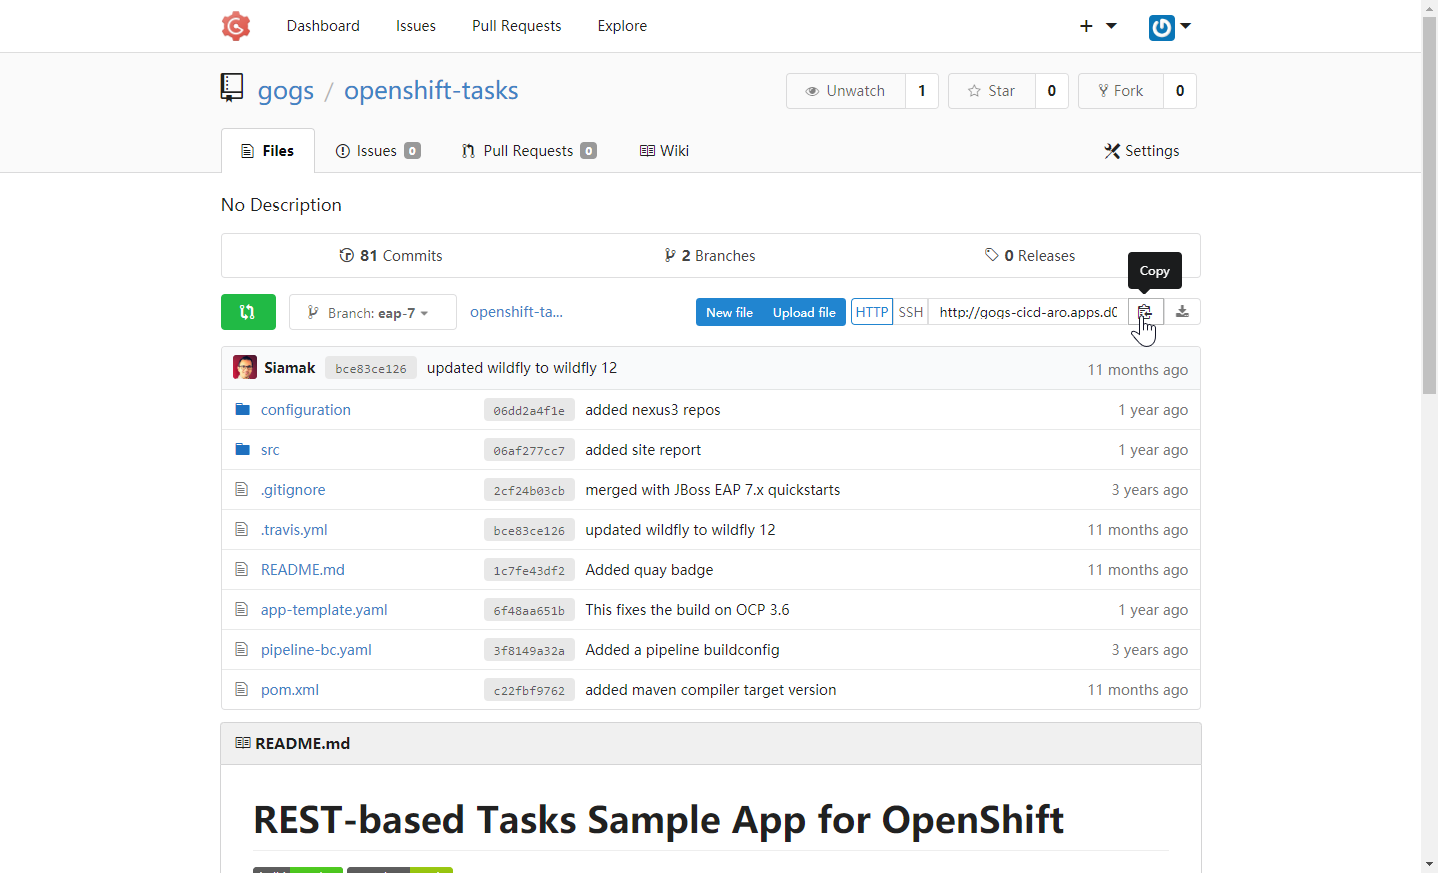 Dashboard Issues Pull Requests Explore
gogs / openshift-tasks
Unwatch 1 Star 0 Fork 0
Files Issues 0 Pull Requests 0 Wiki Settings
No Description
81 Commits 2 Branches 0 Releases
Copy
Branch: eap-7 openshift-ta... New file Upload file HTTP SSH http://gogs-cicd-aro.apps.d0
Siamak bce83ce126 updated wildfly to wildfly 12 11 months ago
configuration 06dd2a4f1e added nexus3 repos 1 year ago
src 06af277cc7 added site report 1 year ago
.gitignore 2cf24b03cb merged with JBoss EAP 7.x quickstarts 3 years ago
.travis.yml bce83ce126 updated wildfly to wildfly 12 11 months ago
README.md 1c7fe43df2 Added quay badge 11 months ago
app-template.yaml 6f48aa651b This fixes the build on OCP 3.6 1 year ago
pipeline-bc.yaml 3f8149a32a Added a pipeline buildconfig 3 years ago
pom.xml c22fbf9762 added maven compiler target version 11 months ago
README.md
REST-based Tasks Sample App for OpenShift